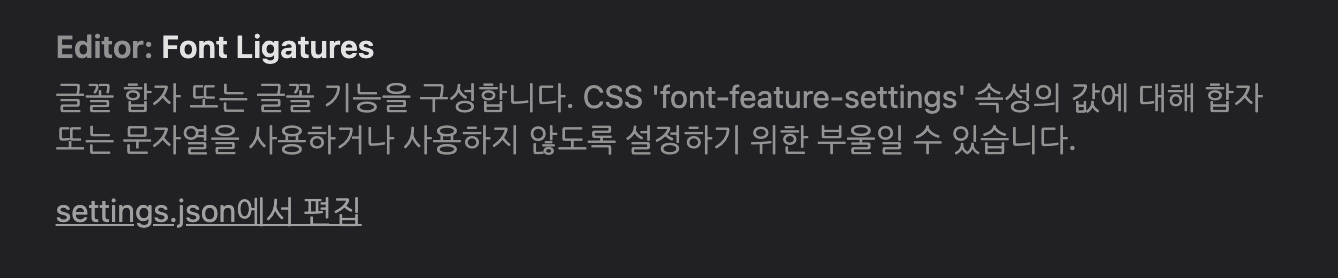 Editor: Font Ligatures
글꼴 합자 또는 글꼴 기능을 구성합니다. CSS 'font-feature-settings' 속성의 값에 대해 합자
또는 문자열을 사용하거나 사용하지 않도록 설정하기 위한 부울일 수 있습니다.
settings.json에서 편집